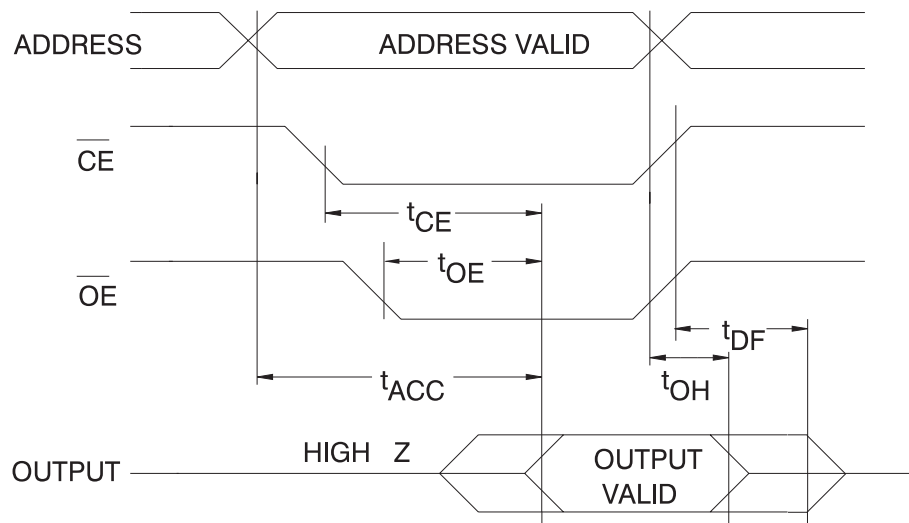 ADDRESS
ADDRESS VALID
CE
tCE
tOE
OE
tDF
tACC
tOH
HIGH Z
OUTPUT
OUTPUT
VALID